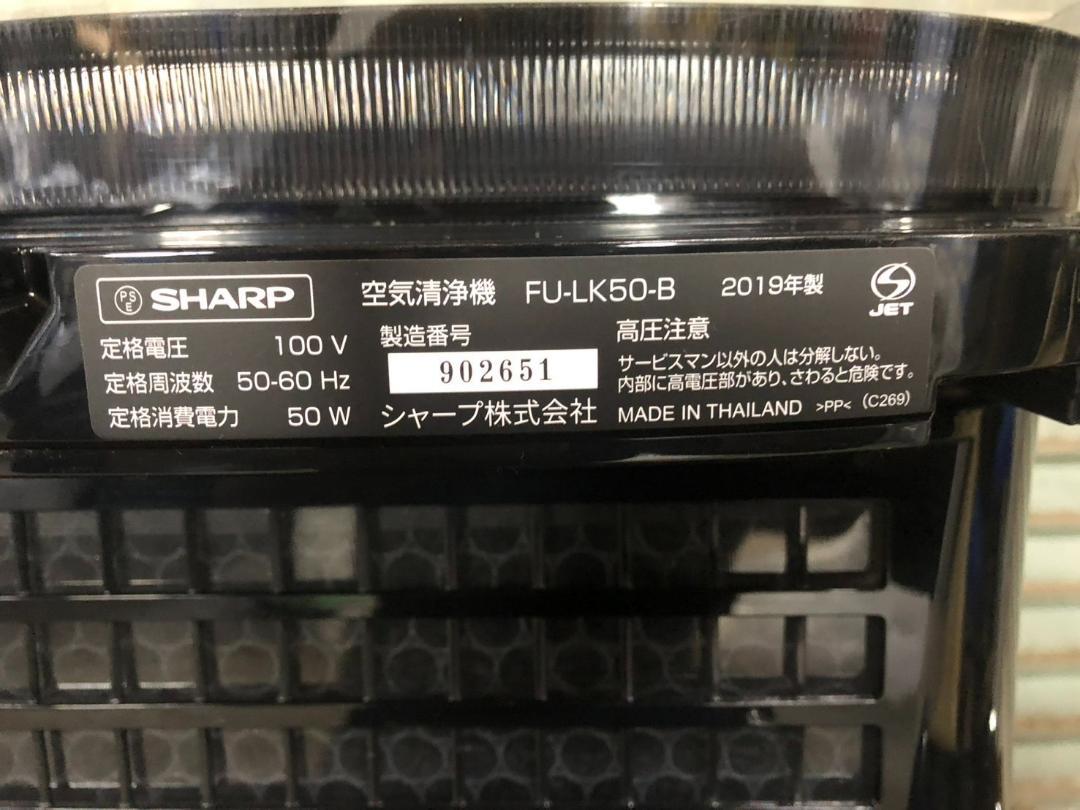 PSE SHARP 空気清浄機 FU-LK50-B 2019年製 JET
定格電圧 100 V
定格周波数 50-60 Hz
定格消費電力 50 W
製造番号
902651
シャープ株式会社
高圧注意
サービスマン以外の人は分解しない。
内部に高電圧部があり、さわると危険です。
MADE IN THAILAND >PP< (C269)